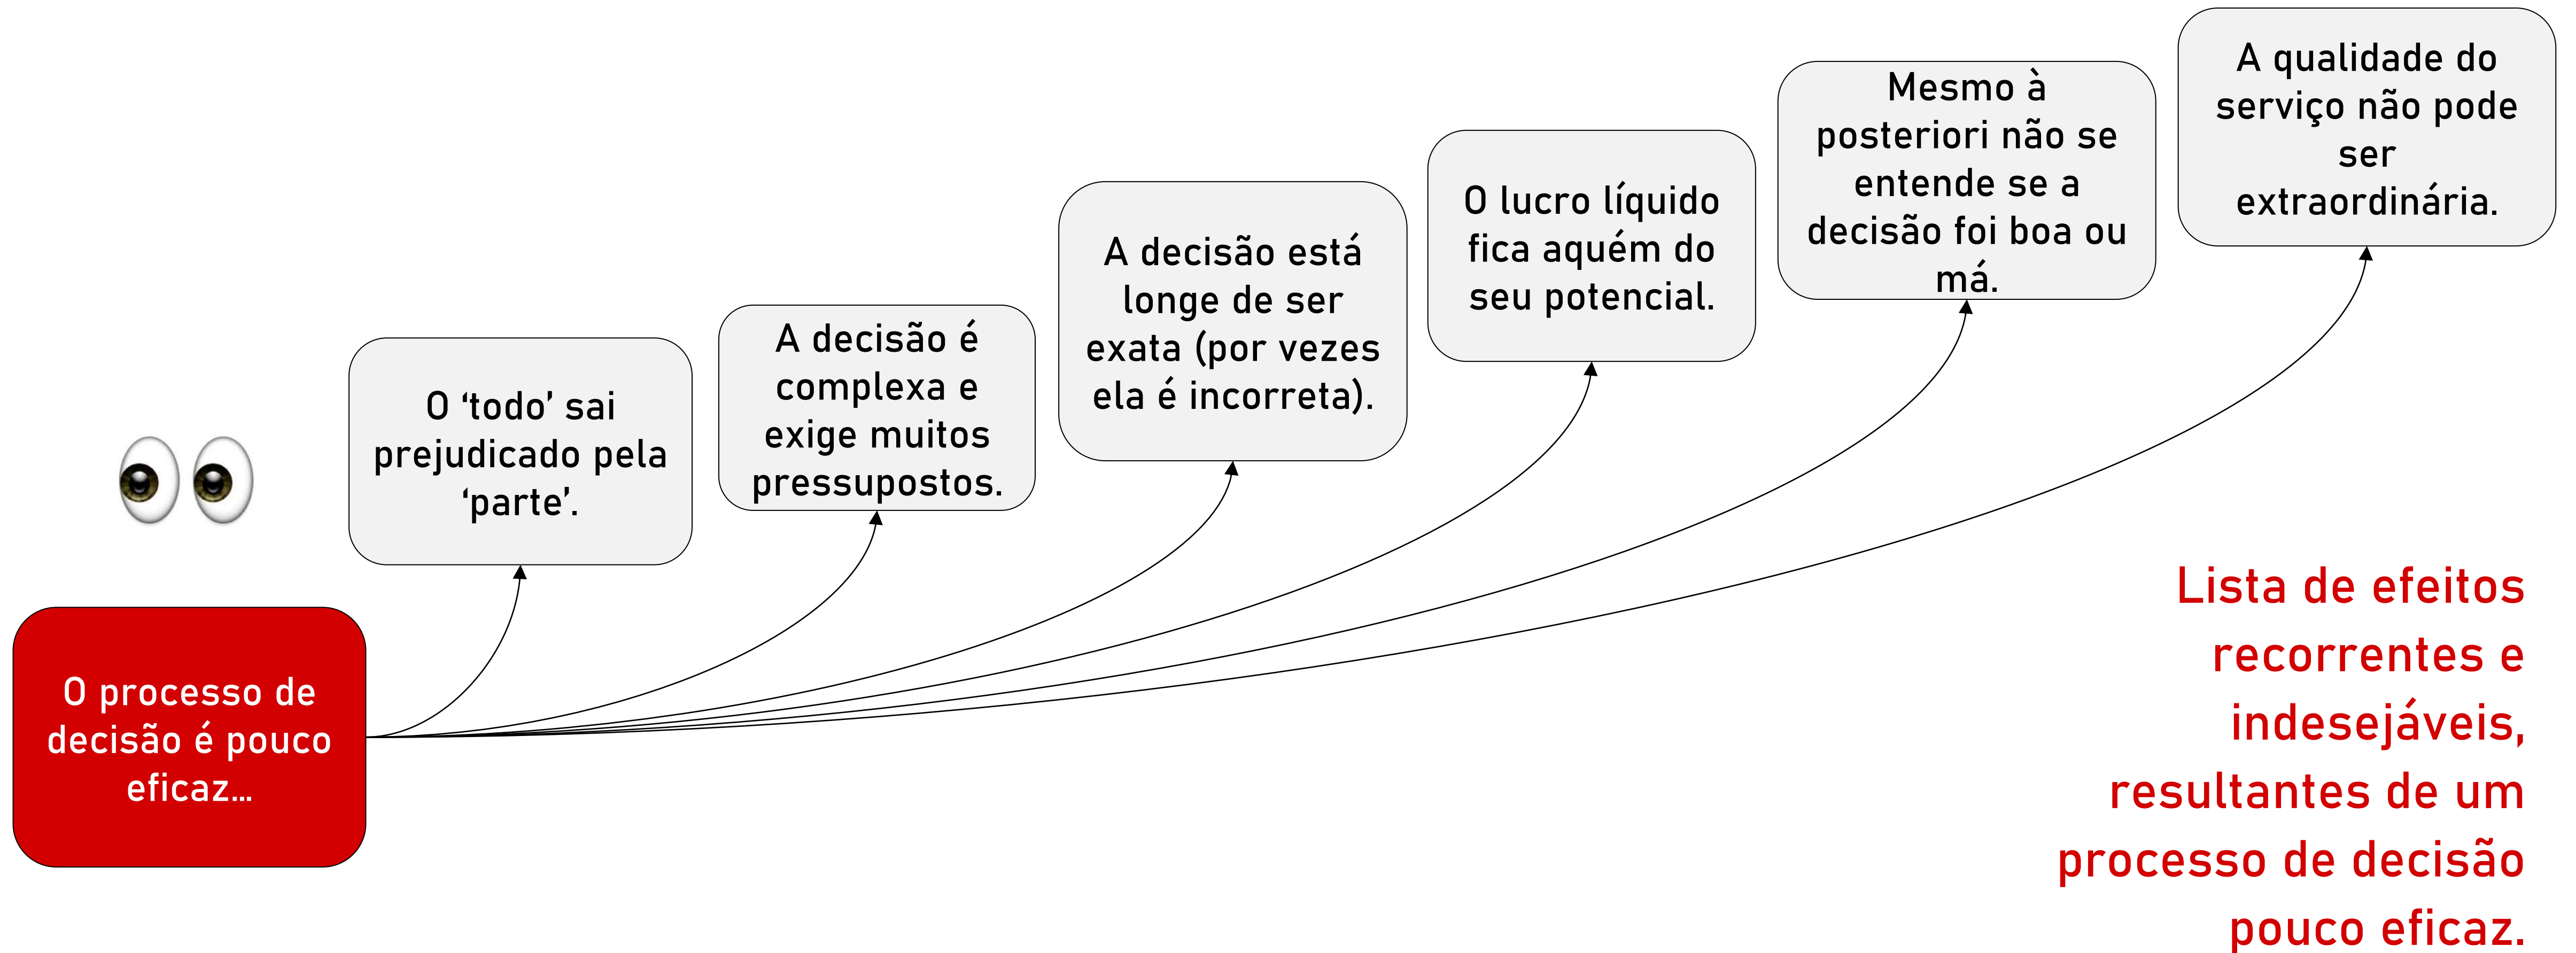 O processo de
decisão é pouco
eficaz...
O ‘todo’ sai
prejudicado pela
‘parte’.
A decisão é
complexa e
exige muitos
pressupostos.
A decisão está
longe de ser
exata (por vezes
ela é incorreta).
O lucro líquido
fica aquém do
seu potencial.
Mesmo à
posteriori não se
entende se a
decisão foi boa ou
má.
A qualidade do
serviço não pode
ser
extraordinária.
Lista de efeitos
recorrentes e
indesejáveis,
resultantes de um
processo de decisão
pouco eficaz.